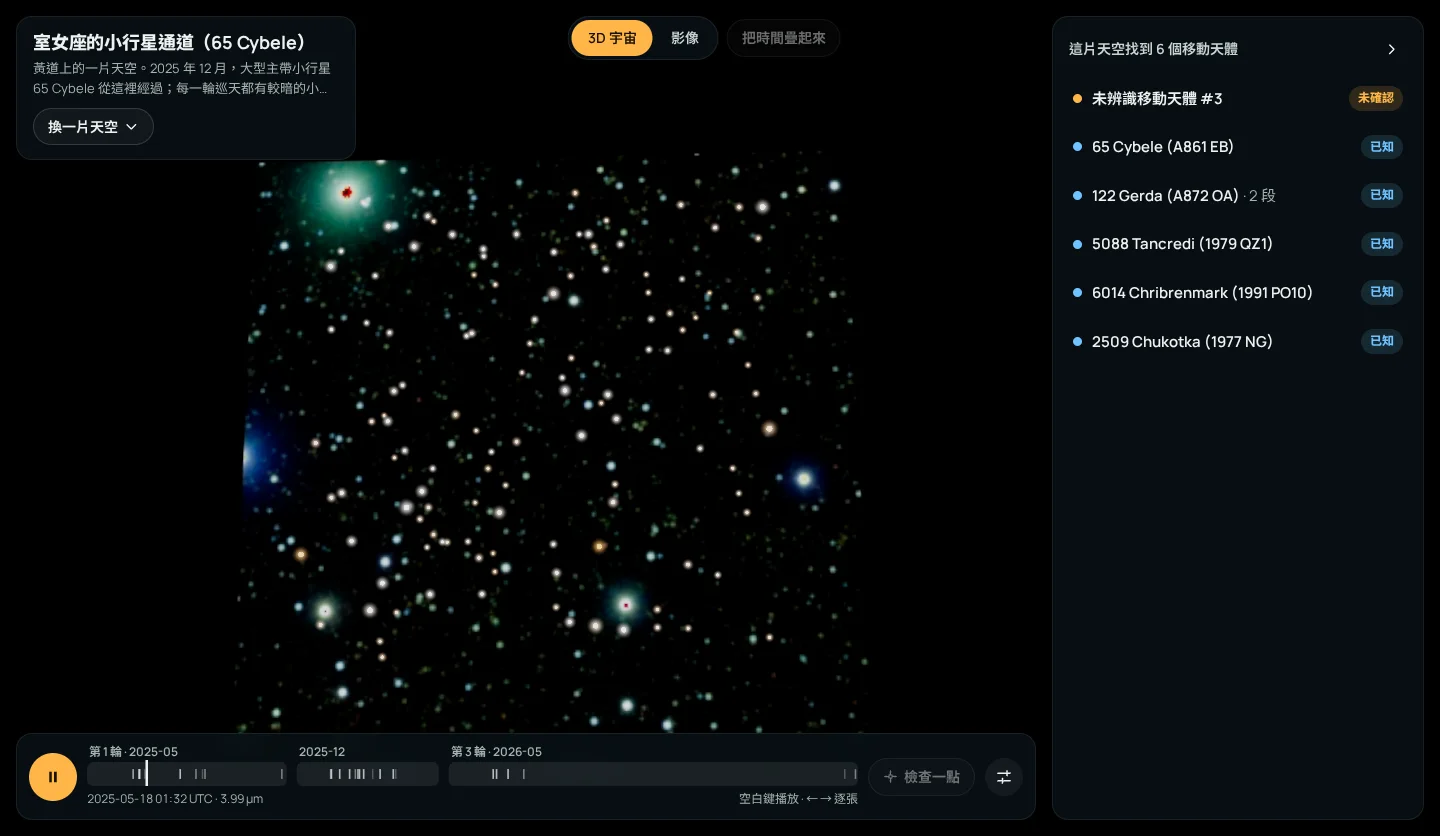 室女座的小行星通道（65 Cybele）
黃道上的一片天空。2025 年 12 月，大型主帶小行星
65 Cybele 從這裡經過；每一輪巡天都有較暗的小…
換一片天空
3D 宇宙
影像
把時間疊起來
這片天空找到 6 個移動天體
未辨識移動天體 #3 未確認
65 Cybele (A861 EB) 已知
122 Gerda (A872 OA) · 2 段 已知
5088 Tancredi (1979 QZ1) 已知
6014 Chribrenmark (1991 PO10) 已知
2509 Chukotka (1977 NG) 已知
第 1 輪 · 2025-05
2025-12
第 3 輪 · 2026-05
2025-05-18 01:32 UTC · 3.99 μm
空白鍵播放 · ← → 逐張
檢查一點